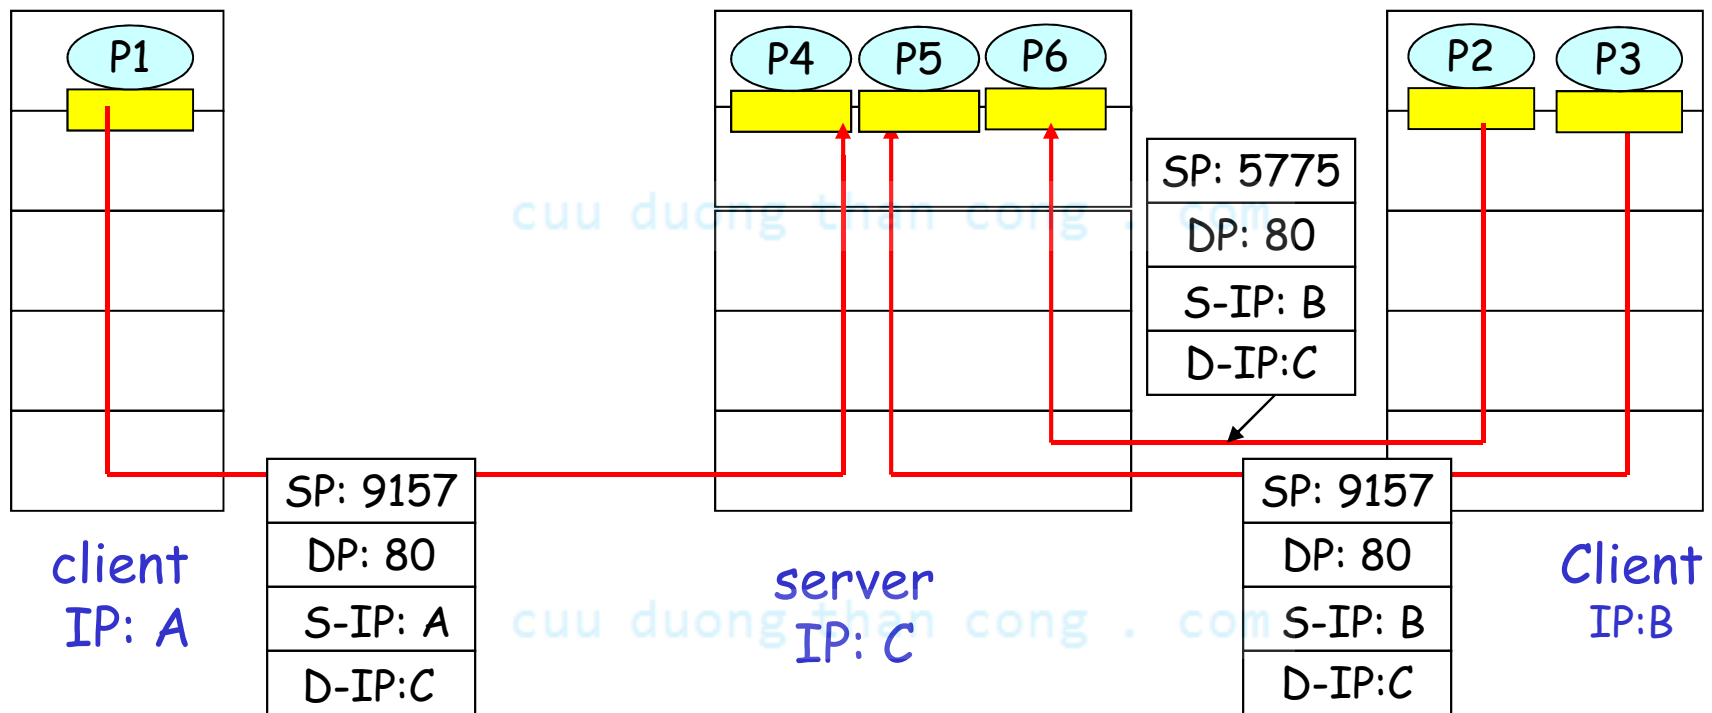 P1
P4
P5
P6
P2
P3
SP: 5775
DP: 80
S-IP: B
D-IP:C
cuu duong than cong . com
SP: 9157
DP: 80
S-IP: A
D-IP:C
SP: 9157
DP: 80
S-IP: B
D-IP:C
client
IP: A
server
IP: C
Client
IP:B
cuu duong than cong . com